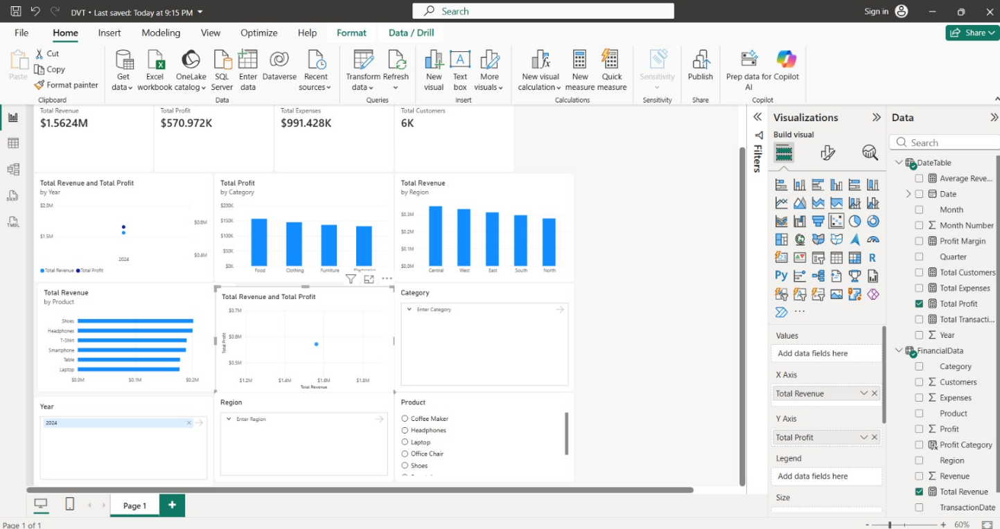 DVT • Last saved: Today at 9:15 PM
Search
Sign in
File Home Insert Modeling View Optimize Help Format Data / Drill
Share
Paste
Cut
Copy
Format painter
Clipboard
Get data
Excel workbook
OneLake catalog
SQL Server
Enter data
Dataverse
Recent sources
Data
Transform data
Refresh
Queries
New visual
Text box
More visuals
Insert
New visual calculation
New measure
Quick measure
Calculations
Sensitivity
Sensitivity
Publish
Share
Prep data for AI
Copilot
Copilot
DAX
TMDL
Total Revenue
$1.5624M
Total Profit
$570.972K
Total Expenses
$991.428K
Total Customers
6K
Total Revenue and Total Profit
by Year
$2.0M
$1.5M
$0.6M
$0.4M
2024
Total Revenue Total Profit
Total Profit
by Category
$200K
$150K
$100K
$50K
$0K
Food Clothing Furniture Electronics
Total Revenue
by Region
$0.3M
$0.2M
$0.1M
$0.0M
Central West East South North
Total Revenue
by Product
Shoes
Headphones
T-Shirt
Smartphone
Table
Laptop
$0.0M $0.1M $0.2M
Total Revenue and Total Profit
$0.7M
$0.6M
$0.5M
Total Profit
$1.2M $1.4M $1.6M $1.8M
Total Revenue
Category
Enter Category
Year
2024
Region
Enter Region
Product
Coffee Maker
Headphones
Laptop
Office Chair
Shoes
Filters
Visualizations
Build visual
123
R
Py
Values
Add data fields here
X Axis
Total Revenue
Y Axis
Total Profit
Legend
Add data fields here
Size
Data
Search
DateTable
Average Reve...
Date
Month
Month Number
Profit Margin
Quarter
Total Customers
Total Expenses
Total Profit
Total Transacti...
Year
FinancialData
Category
Customers
Expenses
Product
Profit
Profit Category
Region
Revenue
Total Revenue
TransactionDate
Page 1
Page 1 of 1
60%